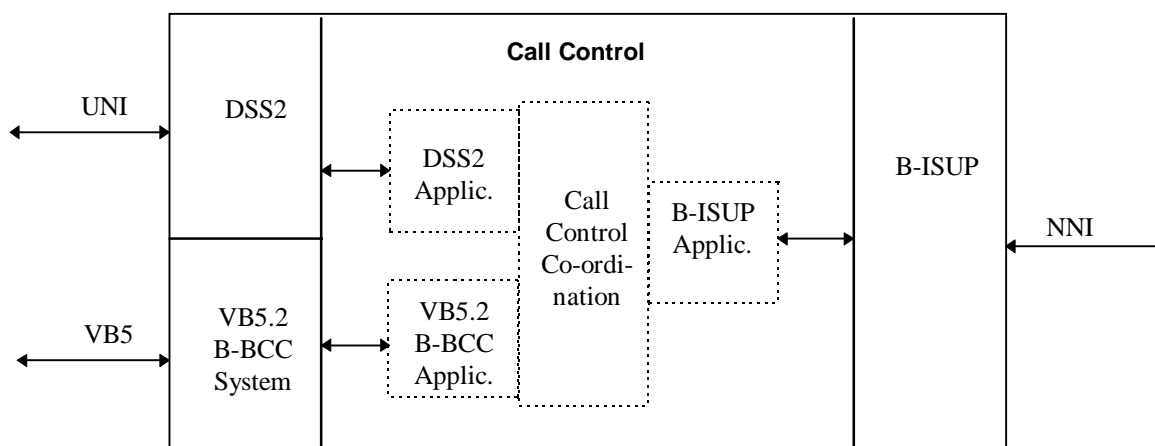 Call Control
UNI
DSS2
DSS2
Applic.
B-ISUP
Call
Control
Co-ordi-
nation
B-ISUP
Applic.
NNI
VB5
VB5.2
B-BCC
System
VB5.2
B-BCC
Applic.